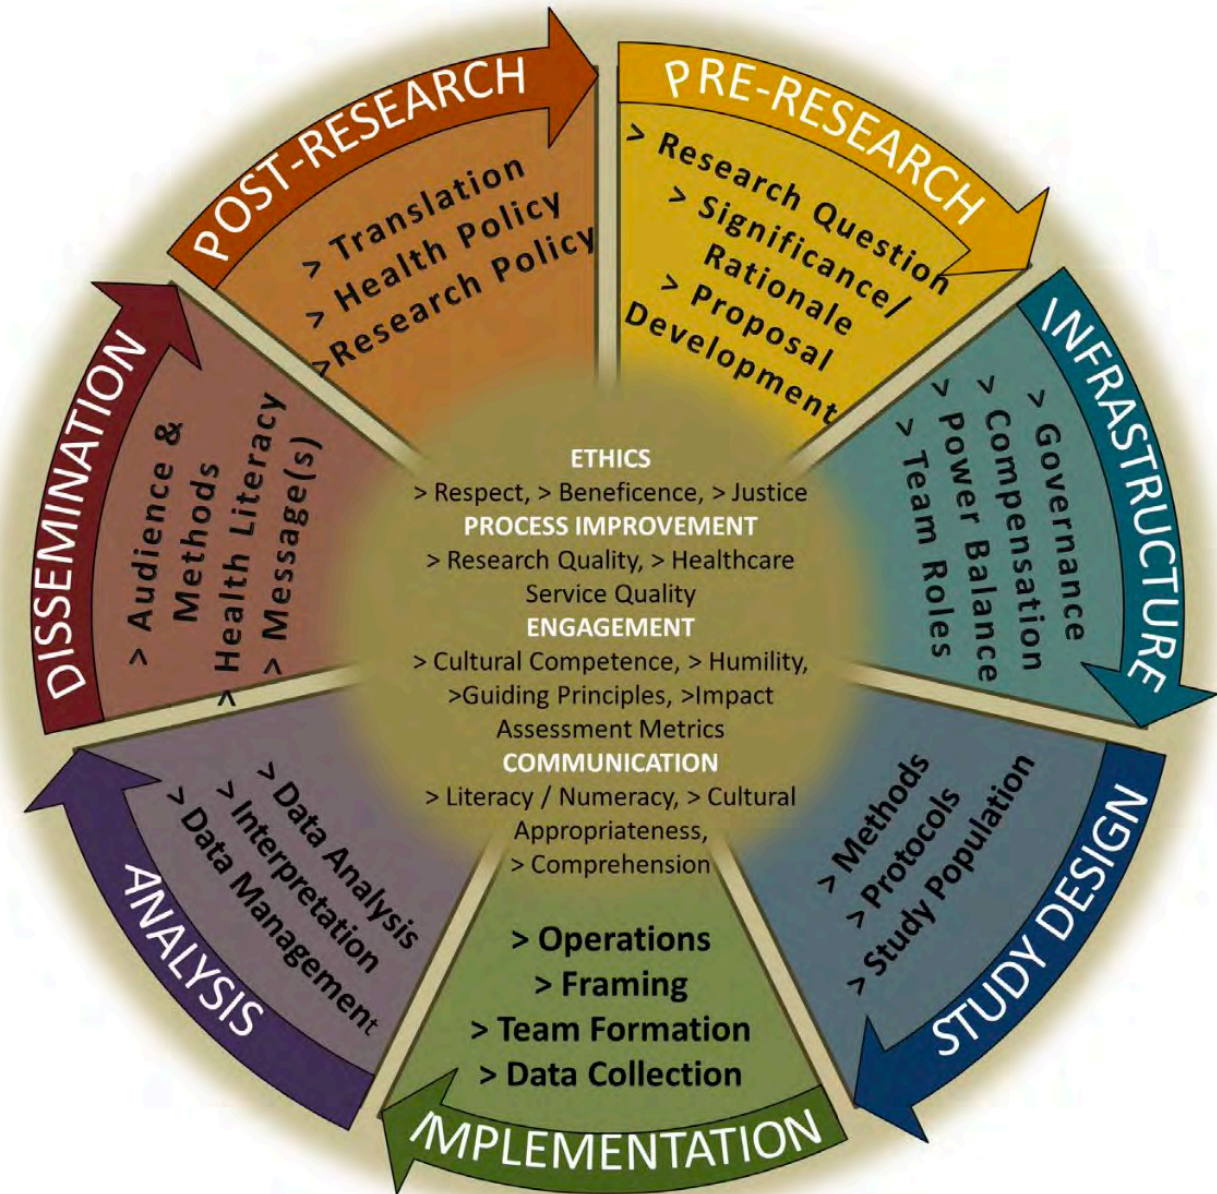 PRE-RESEARCH
> Research Question
> Significance/
Rationale
> Proposal
Development
INFRASTRUCTURE
> Governance
> Compensation
> Power Balance
> Team Roles
STUDY DESIGN
> Methods
> Protocols
> Study Population
IMPLEMENTATION
> Operations
> Framing
> Team Formation
> Data Collection
ANALYSIS
> Data Analysis
> Interpretation
> Data Management
DISSEMINATION
> Audience &
Methods
> Health Literacy
> Message(s)
POST-RESEARCH
> Translation
> Health Policy
>Research Policy
ETHICS
> Respect, > Beneficence, > Justice
PROCESS IMPROVEMENT
> Research Quality, > Healthcare
Service Quality
ENGAGEMENT
> Cultural Competence, > Humility,
>Guiding Principles, >Impact
Assessment Metrics
COMMUNICATION
> Literacy / Numeracy, > Cultural
Appropriateness,
> Comprehension